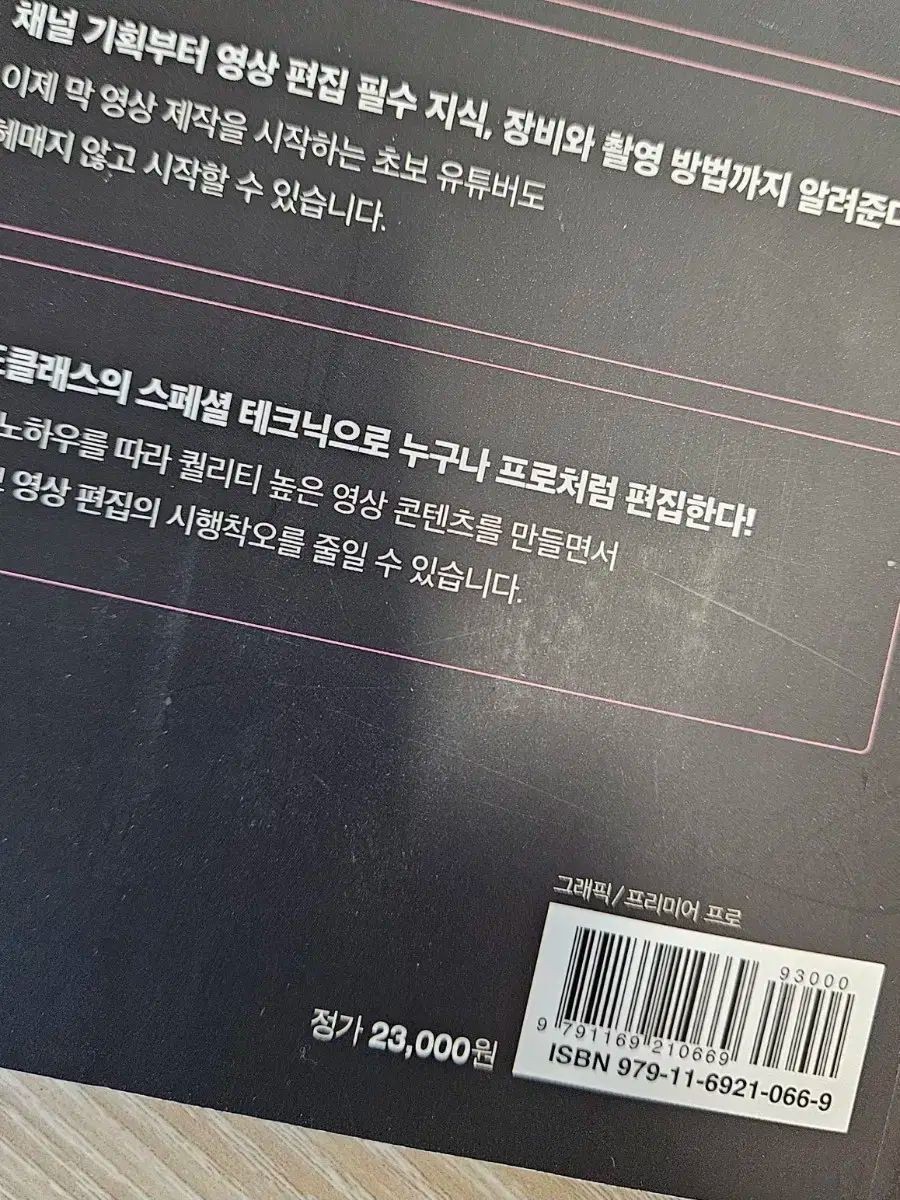 채널 기획부터 영상 편집 필수 지식, 장비와 촬영 방법까지 알려준다
이제 막 영상 제작을 시작하는 초보 유튜버도
헤매지 않고 시작할 수 있습니다.
클래스의 스페셜 테크닉으로 누구나 프로처럼 편집한다!
노하우를 따라 퀄리티 높은 영상 콘텐츠를 만들면서
영상 편집의 시행착오를 줄일 수 있습니다.
그래픽/프리미어 프로
93000
9 791169 210669
ISBN 979-11-6921-066-9
정가 23,000원